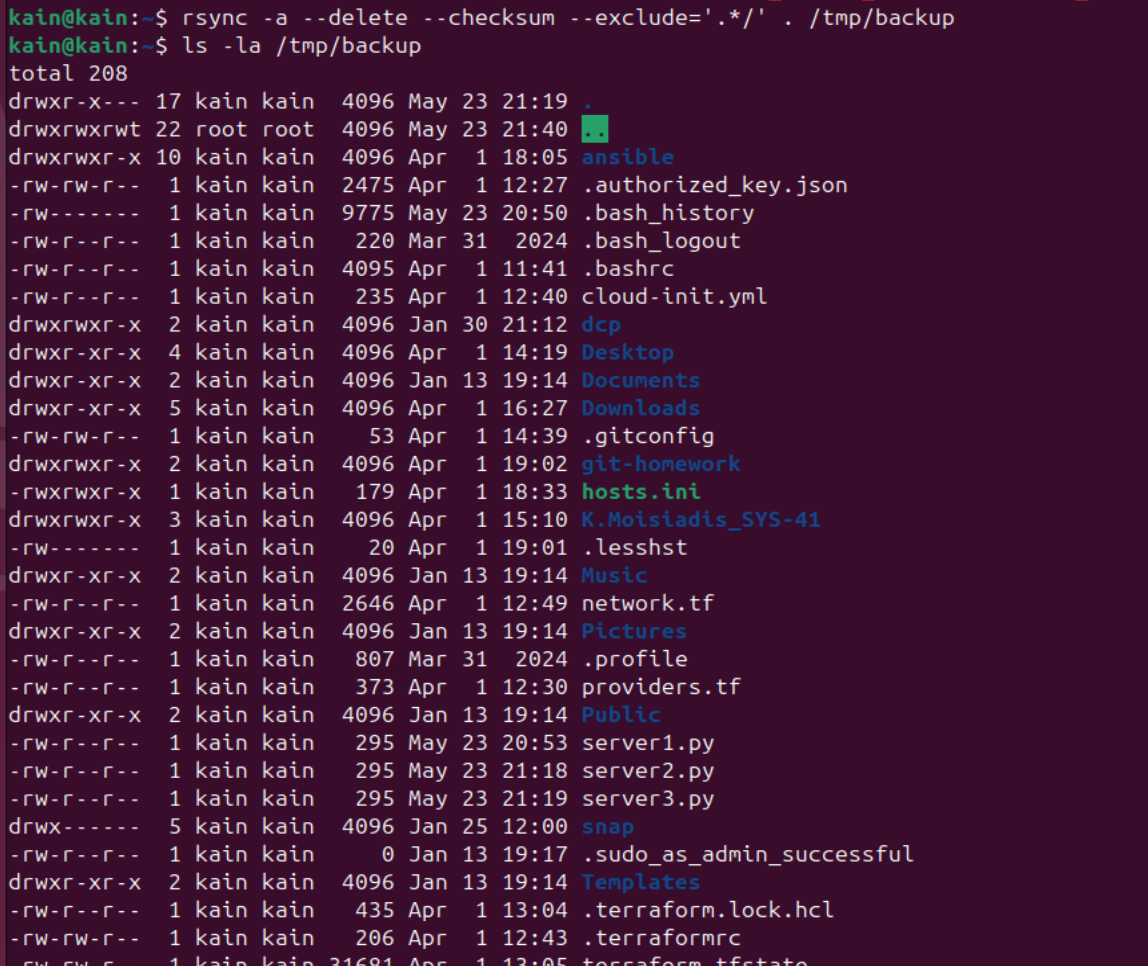 kain@kain:~$ rsync -a --delete --checksum --exclude='.*/' . /tmp/backup
kain@kain:~$ ls -la /tmp/backup
total 208
drwxr-x--- 17 kain kain  4096 May 23 21:19 .
drwxrwxrwt 22 root root  4096 May 23 21:40 ..
drwxrwxr-x 10 kain kain  4096 Apr  1 18:05 ansible
-rw-rw-r--  1 kain kain  2475 Apr  1 12:27 .authorized_key.json
-rw-------  1 kain kain  9775 May 23 20:50 .bash_history
-rw-r--r--  1 kain kain   220 Mar 31  2024 .bash_logout
-rw-r--r--  1 kain kain  4095 Apr  1 11:41 .bashrc
-rw-r--r--  1 kain kain   235 Apr  1 12:40 cloud-init.yml
drwxrwxr-x  2 kain kain  4096 Jan 30 21:12 dcp
drwxr-xr-x  4 kain kain  4096 Apr  1 14:19 Desktop
drwxr-xr-x  2 kain kain  4096 Jan 13 19:14 Documents
drwxr-xr-x  5 kain kain  4096 Apr  1 16:27 Downloads
-rw-rw-r--  1 kain kain    53 Apr  1 14:39 .gitconfig
drwxrwxr-x  2 kain kain  4096 Apr  1 19:02 git-homework
-rwxrwxr-x  1 kain kain   179 Apr  1 18:33 hosts.ini
drwxrwxr-x  3 kain kain  4096 Apr  1 15:10 K.Moisiadis_SYS-41
-rw-------  1 kain kain    20 Apr  1 19:01 .lesshst
drwxr-xr-x  2 kain kain  4096 Jan 13 19:14 Music
-rw-r--r--  1 kain kain  2646 Apr  1 12:49 network.tf
drwxr-xr-x  2 kain kain  4096 Jan 13 19:14 Pictures
-rw-r--r--  1 kain kain   807 Mar 31  2024 .profile
-rw-r--r--  1 kain kain   373 Apr  1 12:30 providers.tf
drwxr-xr-x  2 kain kain  4096 Jan 13 19:14 Public
-rw-r--r--  1 kain kain   295 May 23 20:53 server1.py
-rw-r--r--  1 kain kain   295 May 23 21:18 server2.py
-rw-r--r--  1 kain kain   295 May 23 21:19 server3.py
drwx------  5 kain kain  4096 Jan 25 12:00 snap
-rw-r--r--  1 kain kain     0 Jan 13 19:17 .sudo_as_admin_successful
drwxr-xr-x  2 kain kain  4096 Jan 13 19:14 Templates
-rw-r--r--  1 kain kain   435 Apr  1 13:04 .terraform.lock.hcl
-rw-rw-r--  1 kain kain   206 Apr  1 12:43 .terraformrc
-rw-rw-r--  1 kain kain 31681 Apr  1 13:05 terraform.tfstate